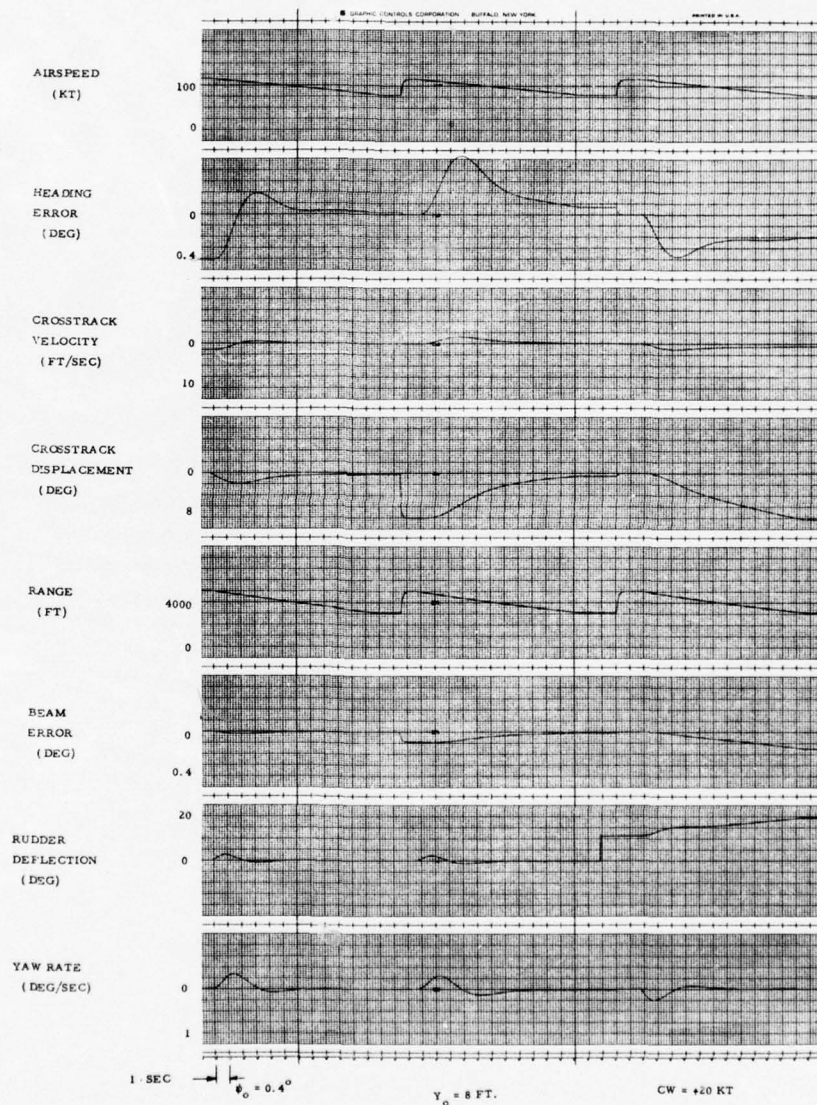 GRAPHIC CONTROLS CORPORATION BUFFALO, NEW YORK PRINTED IN U.S.A.
AIRSPEED
(KT)
100
0
HEADING
ERROR
(DEG)
0
0.4
CROSSTRACK
VELOCITY
(FT/SEC)
0
10
CROSSTRACK
DISPLACEMENT
(DEG)
0
8
RANGE
(FT)
4000
0
BEAM
ERROR
(DEG)
0
0.4
RUDDER
DEFLECTION
(DEG)
20
0
YAW RATE
(DEG/SEC)
0
1
1 SEC
ϕo = 0.4°
Yo = 8 FT.
CW = +20 KT